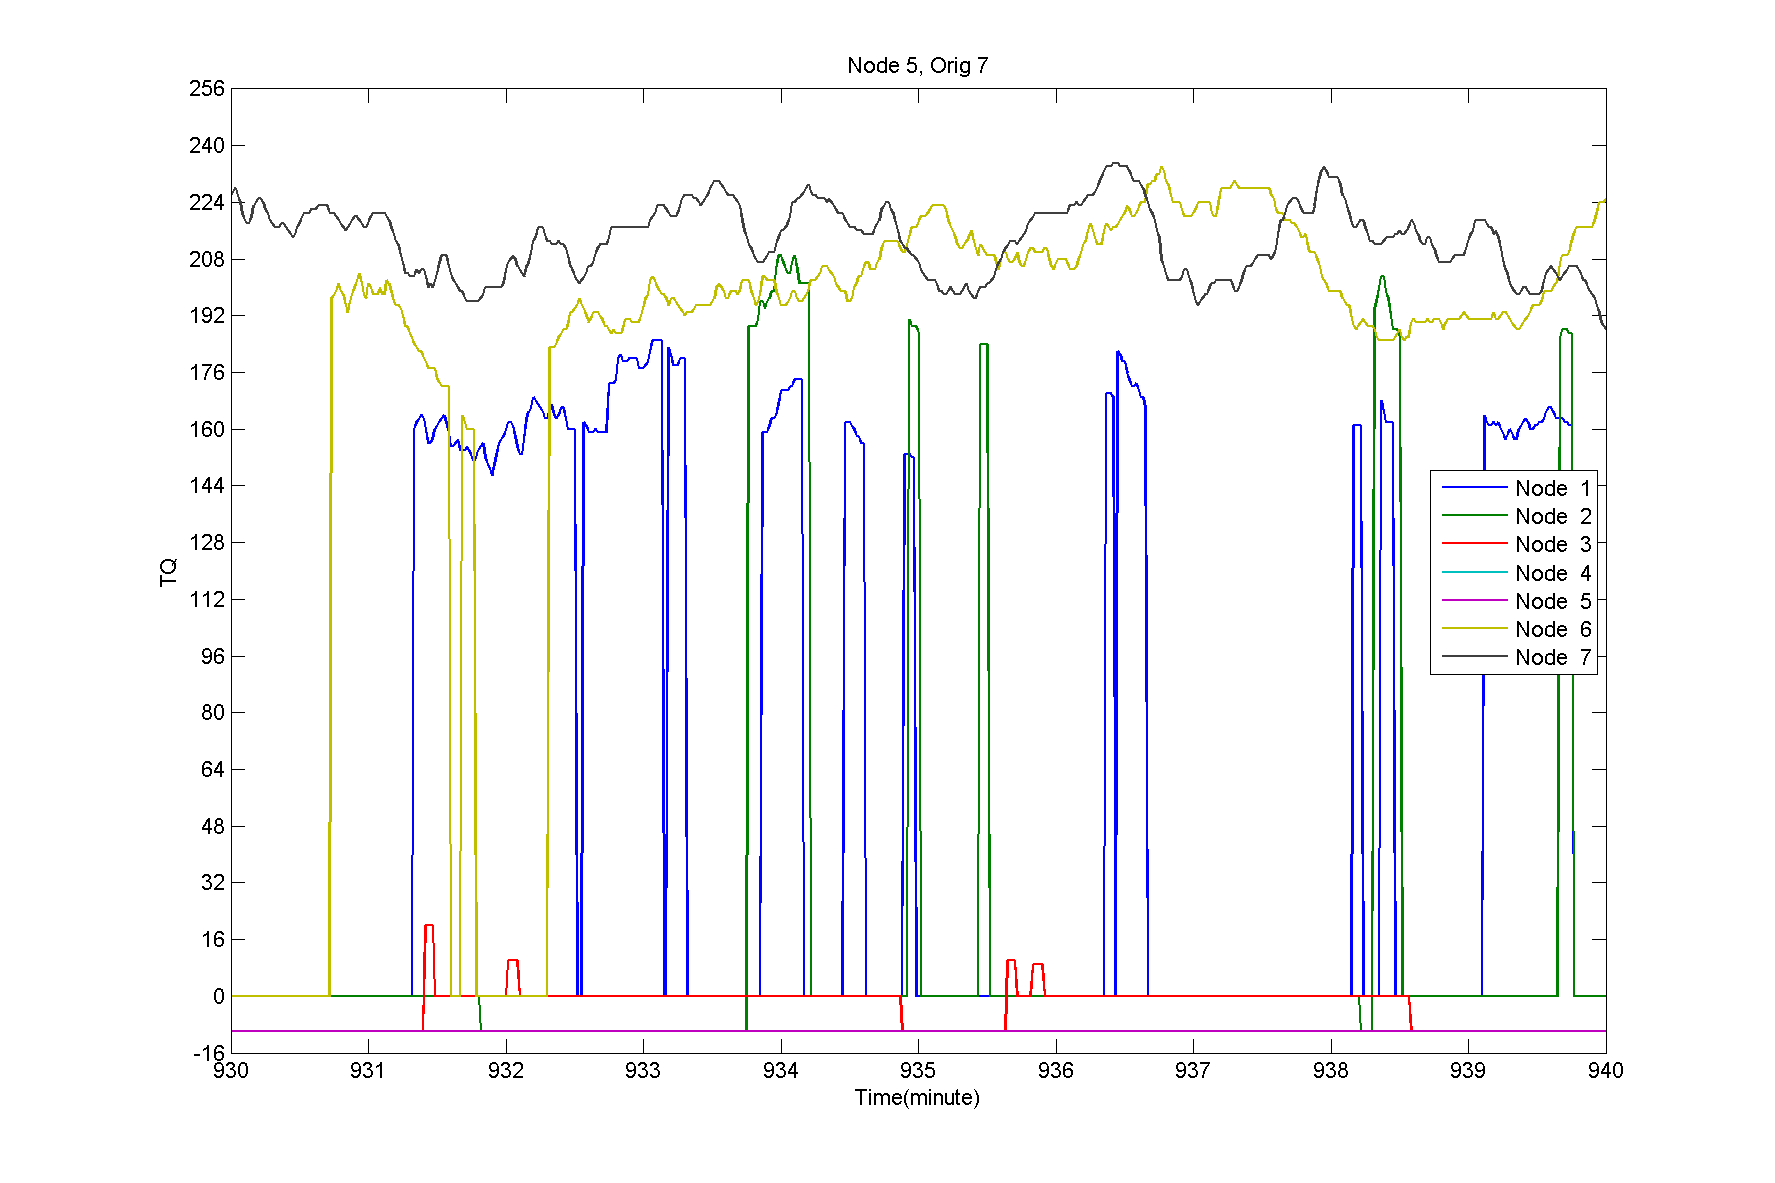 Node 5, Orig 7
256
240
224
208
192
176
160
144
128
112
96
80
64
48
32
16
0
-16
TQ
Node 1
Node 2
Node 3
Node 4
Node 5
Node 6
Node 7
930 931 932 933 934 935 936 937 938 939 940
Time(minute)